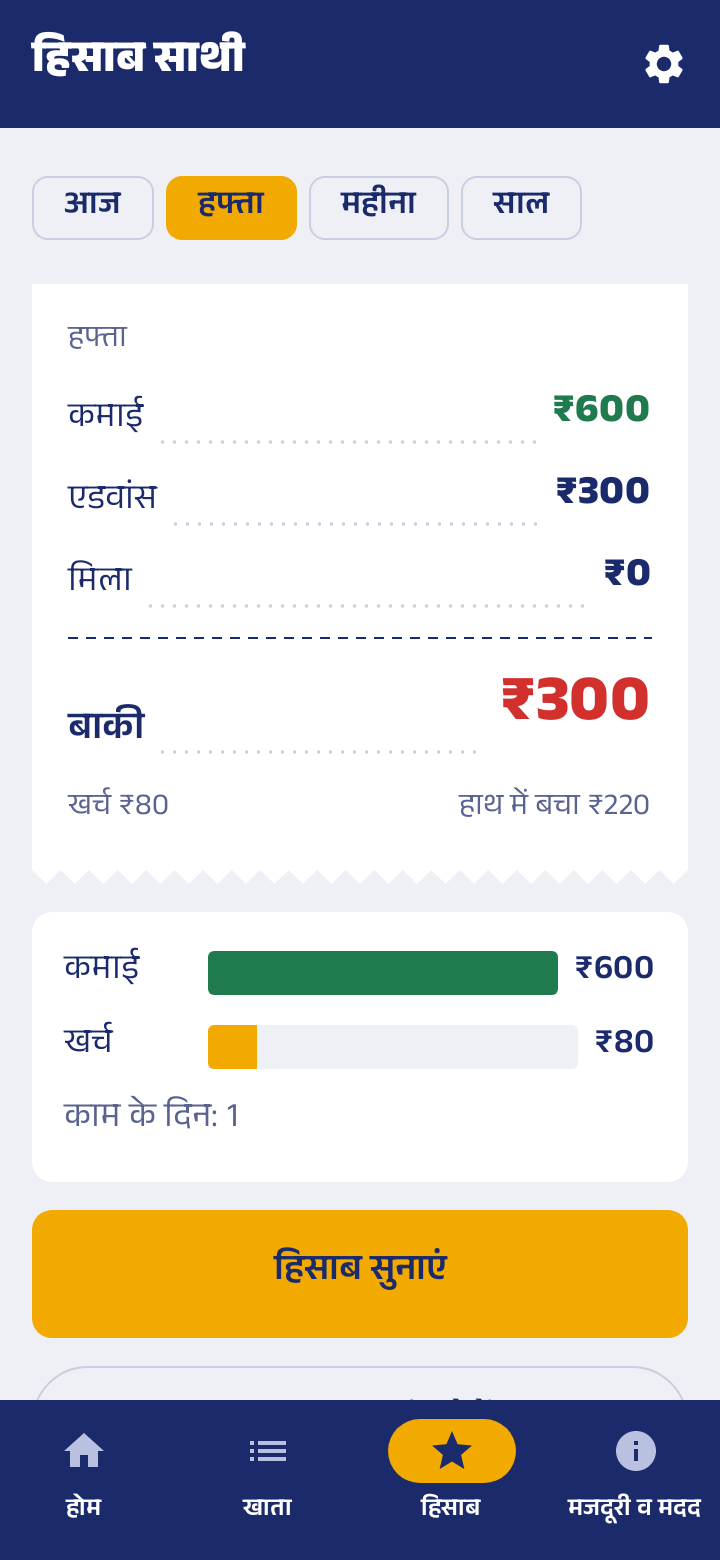 हिसाब साथी
आज हफ्ता महीना साल
हफ्ता
कमाई ₹600
एडवांस ₹300
मिला ₹0
बाकी ₹300
खर्च ₹80 हाथ में बचा ₹220
कमाई ₹600
खर्च ₹80
काम के दिन: 1
हिसाब सुनाएं
होम खाता हिसाब मजदूरी व मदद